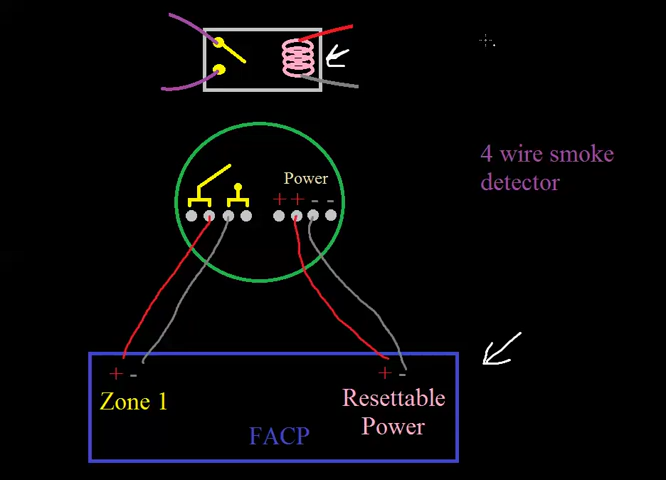 4 wire smoke
detector
Power
+ + - -
+ -
+ -
Zone 1
Resettable
Power
FACP